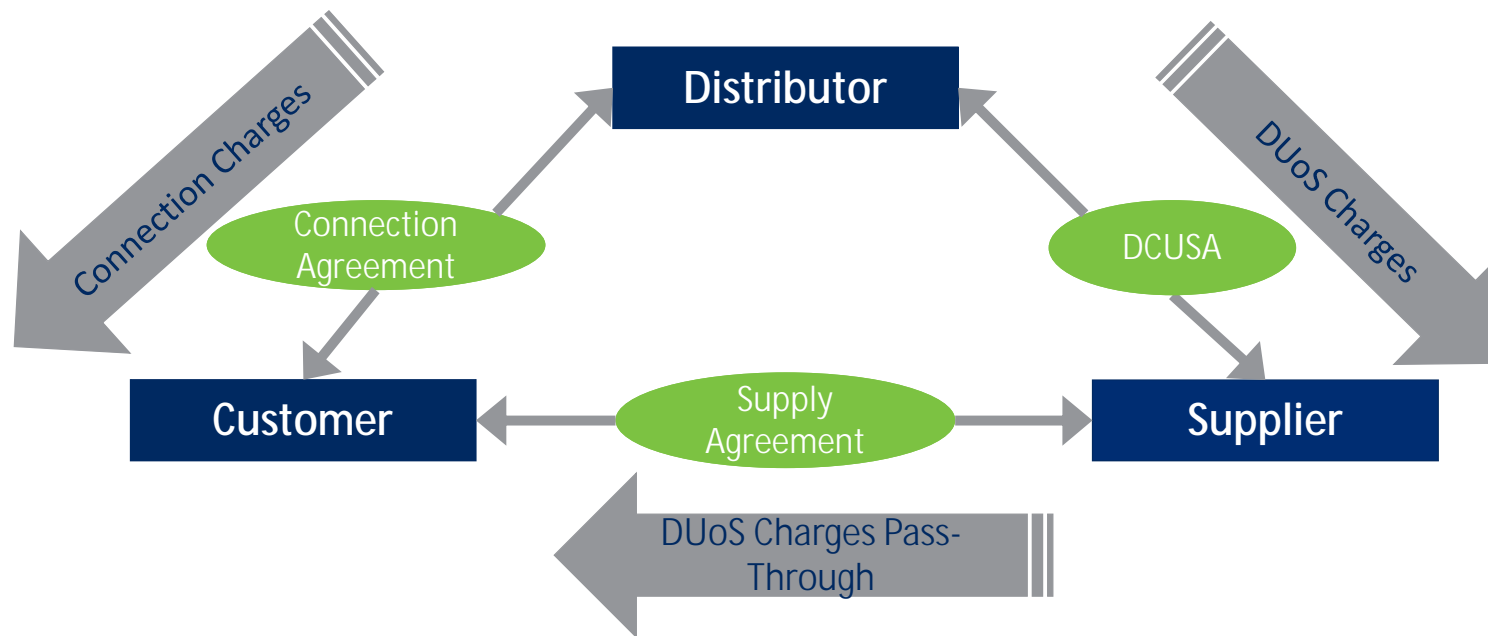 Distributor
Connection Charges
DUoS Charges
Connection
Agreement
DCUSA
Customer
Supply
Agreement
Supplier
DUoS Charges Pass-
Through